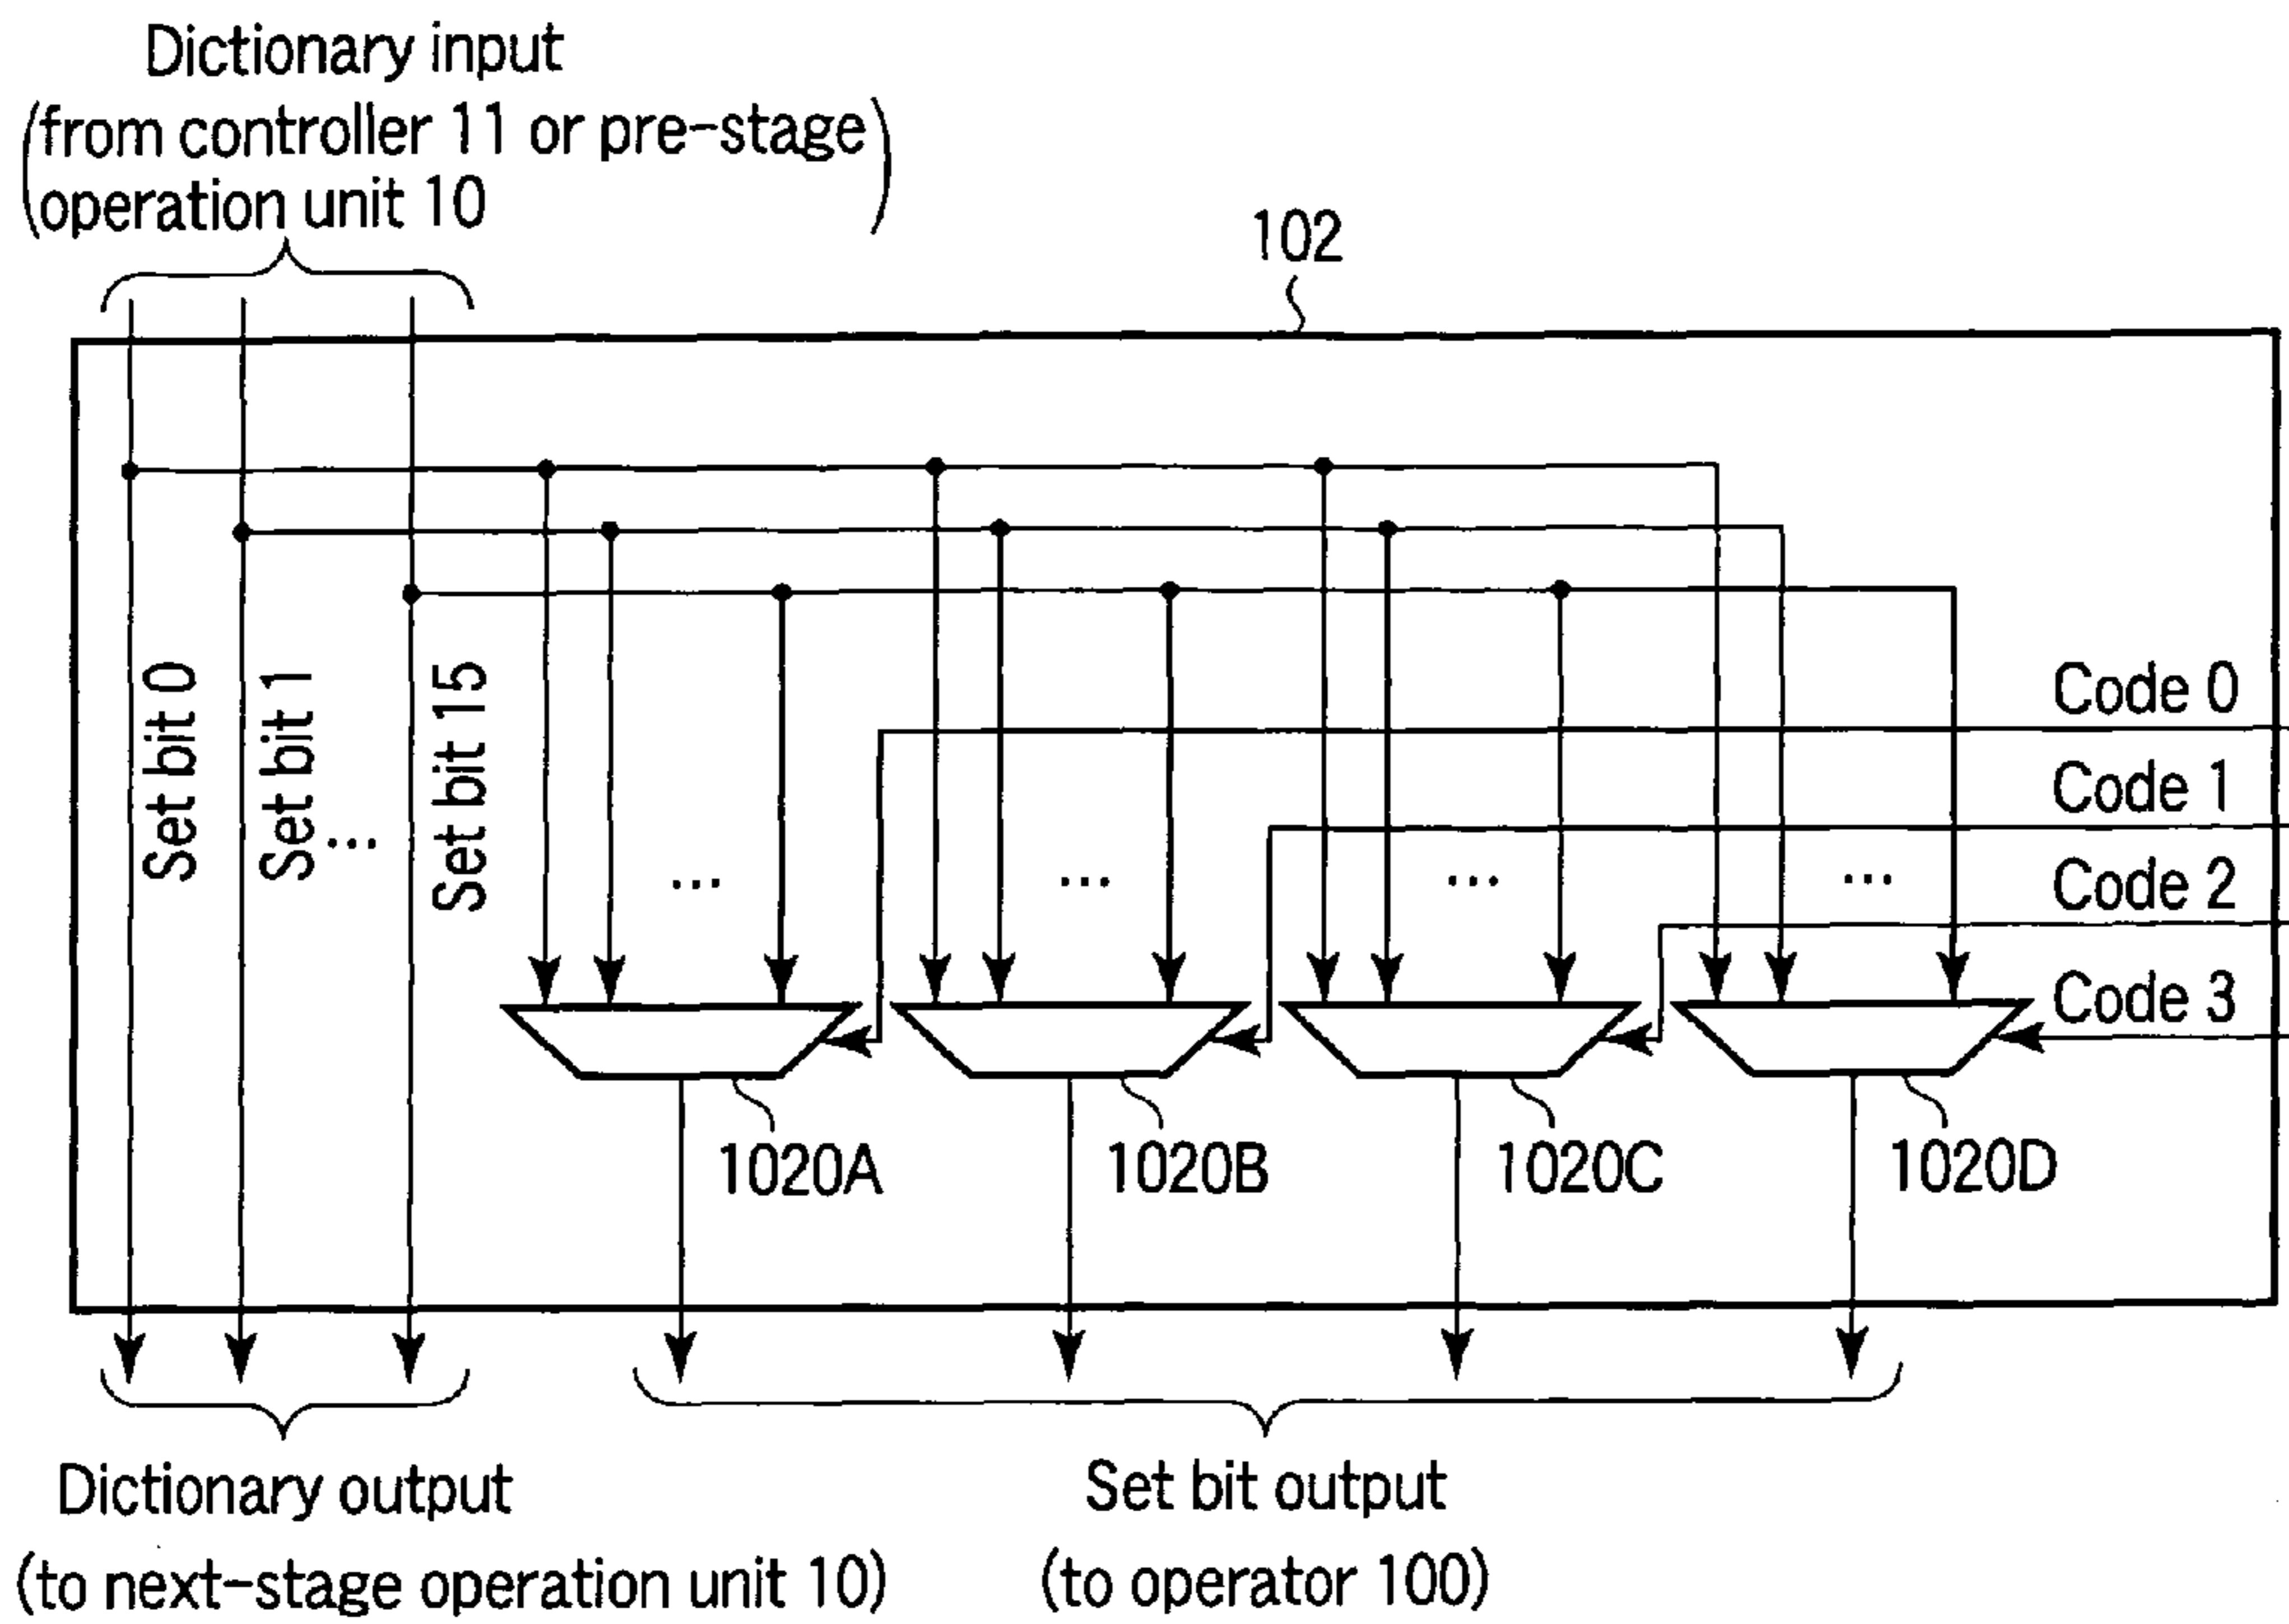 Dictionary input
(from controller 11 or pre-stage
operation unit 10)
102
Set bit 0
Set bit 1
...
Set bit 15
Code 0
Code 1
Code 2
Code 3
... ... ... ...
1020A 1020B 1020C 1020D
Dictionary output
(to next-stage operation unit 10)
Set bit output
(to operator 100)